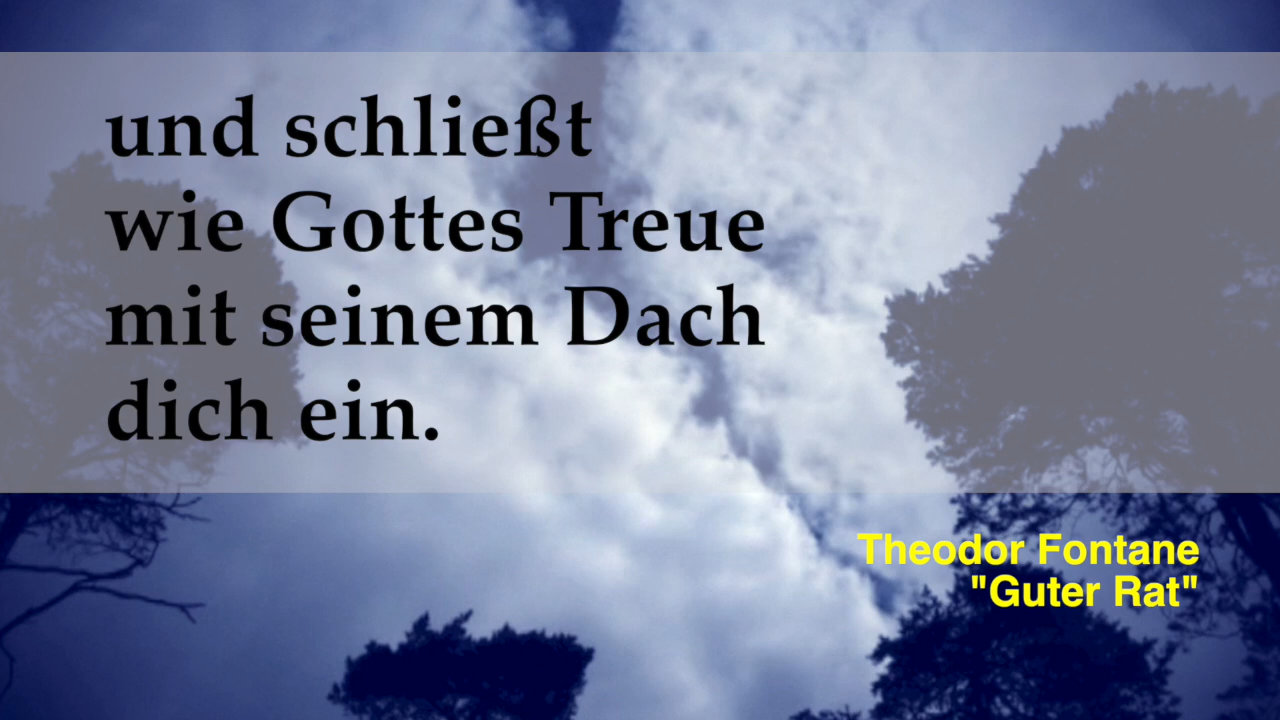 und schließt
wie Gottes Treue
mit seinem Dach
dich ein.
Theodor Fontane
"Guter Rat"